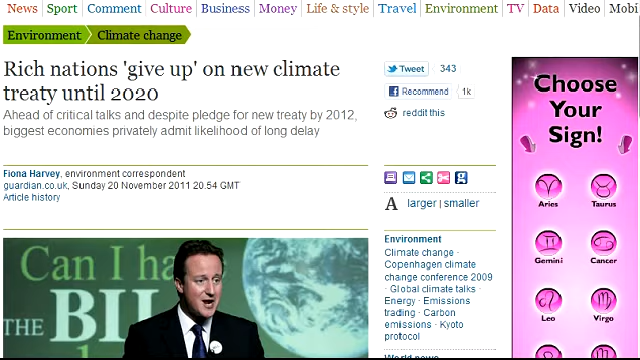 News Sport Comment Culture Business Money Life & style Travel Environment TV Data Video Mobi
Environment Climate change
Rich nations 'give up' on new climate
treaty until 2020
Ahead of critical talks and despite pledge for new treaty by 2012,
biggest economies privately admit likelihood of long delay
Fiona Harvey, environment correspondent
guardian.co.uk, Sunday 20 November 2011 20.54 GMT
Article history
Can I ha
THE BIL
Tweet 343
Recommend 1k
reddit this
A larger | smaller
Environment
Climate change ·
Copenhagen climate
change conference 2009
· Global climate talks ·
Energy · Emissions
trading · Carbon
emissions · Kyoto
protocol
World news
Choose
Your
Sign!
Aries Taurus
Gemini Cancer
Leo Virgo